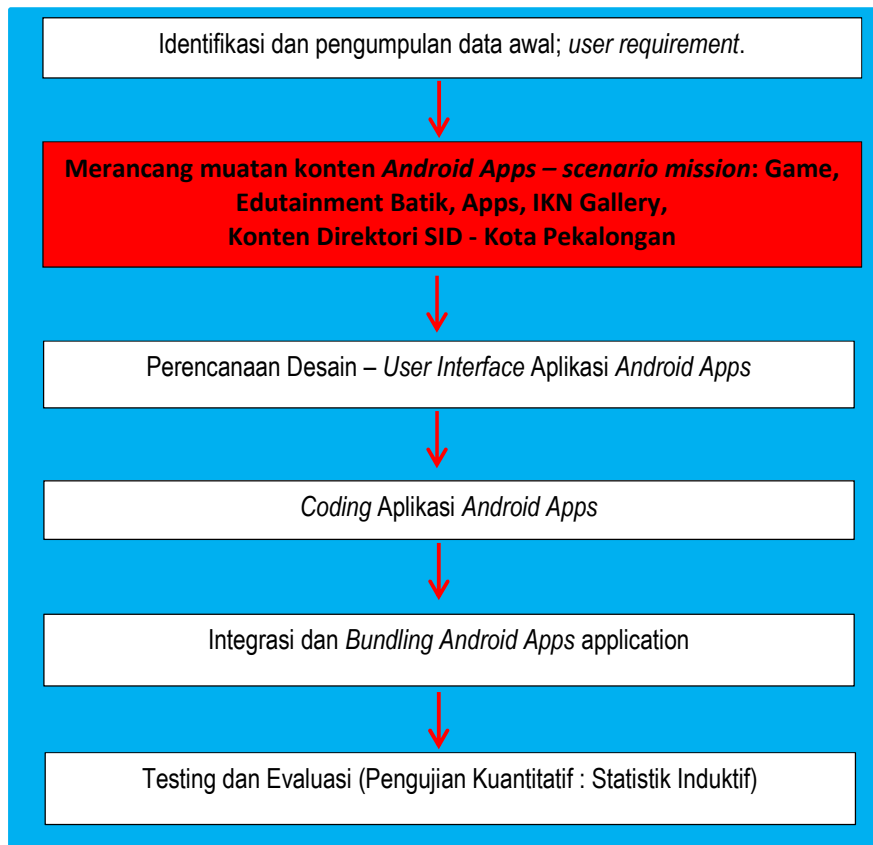 Identifikasi dan pengumpulan data awal; user requirement.
Merancang muatan konten Android Apps – scenario mission: Game,
Edutainment Batik, Apps, IKN Gallery,
Konten Direktori SID - Kota Pekalongan
Perencanaan Desain – User Interface Aplikasi Android Apps
Coding Aplikasi Android Apps
Integrasi dan Bundling Android Apps application
Testing dan Evaluasi (Pengujian Kuantitatif : Statistik Induktif)